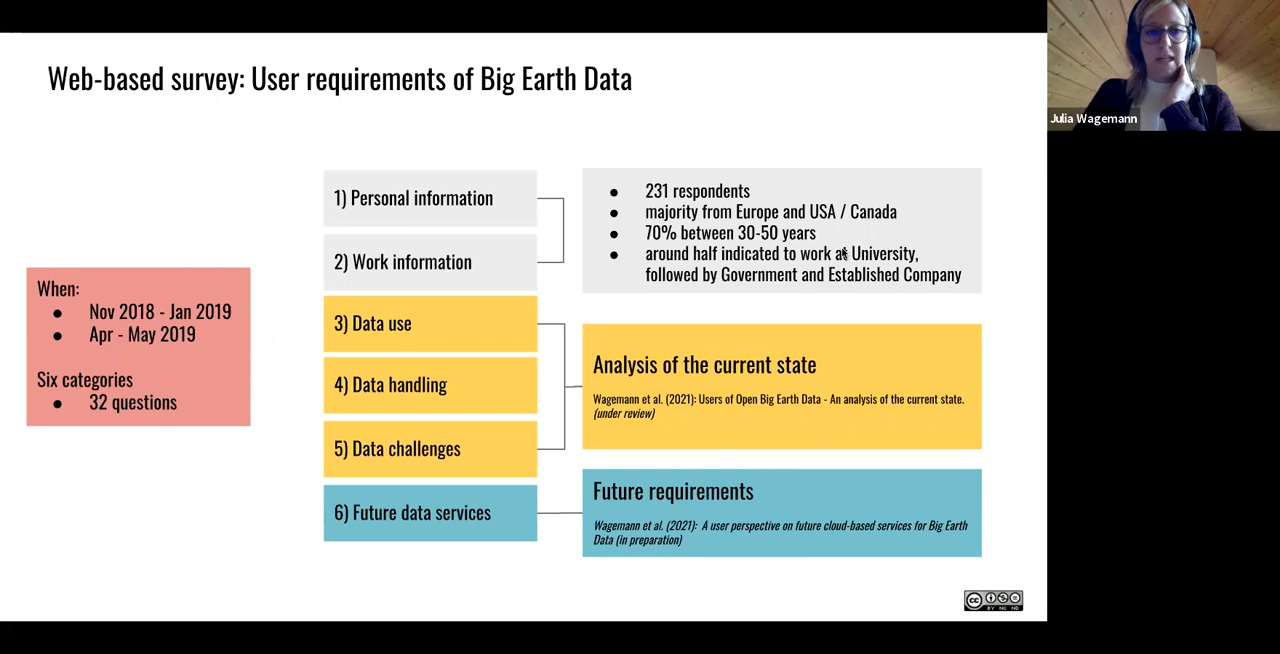 Web-based survey: User requirements of Big Earth Data
Julia Wagemann
When:
● Nov 2018 - Jan 2019
● Apr - May 2019
Six categories
● 32 questions
1) Personal information
2) Work information
3) Data use
4) Data handling
5) Data challenges
6) Future data services
● 231 respondents
● majority from Europe and USA / Canada
● 70% between 30-50 years
● around half indicated to work at University,
followed by Government and Established Company
Analysis of the current state
Wagemann et al. (2021): Users of Open Big Earth Data - An analysis of the current state.
(under review)
Future requirements
Wagemann et al. (2021): A user perspective on future cloud-based services for Big Earth
Data (in preparation)
cc
BY NC ND